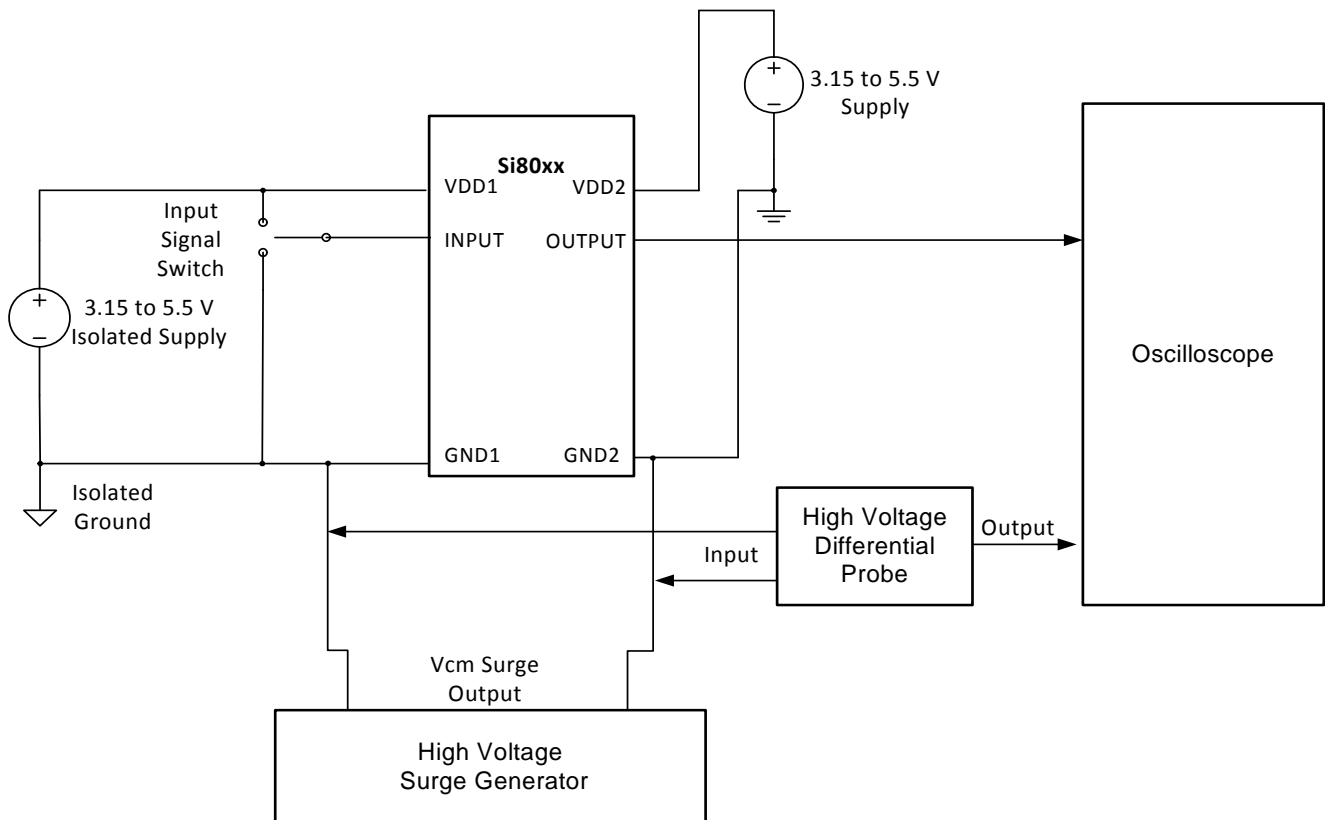 3.15 to 5.5 V
Supply
Si80xx
VDD1
VDD2
Input
Signal
Switch
INPUT
OUTPUT
+
−
3.15 to 5.5 V
Isolated Supply
+
−
Oscilloscope
GND1
GND2
Isolated
Ground
High Voltage
Differential
Probe
Input
Output
Vcm Surge
Output
High Voltage
Surge Generator